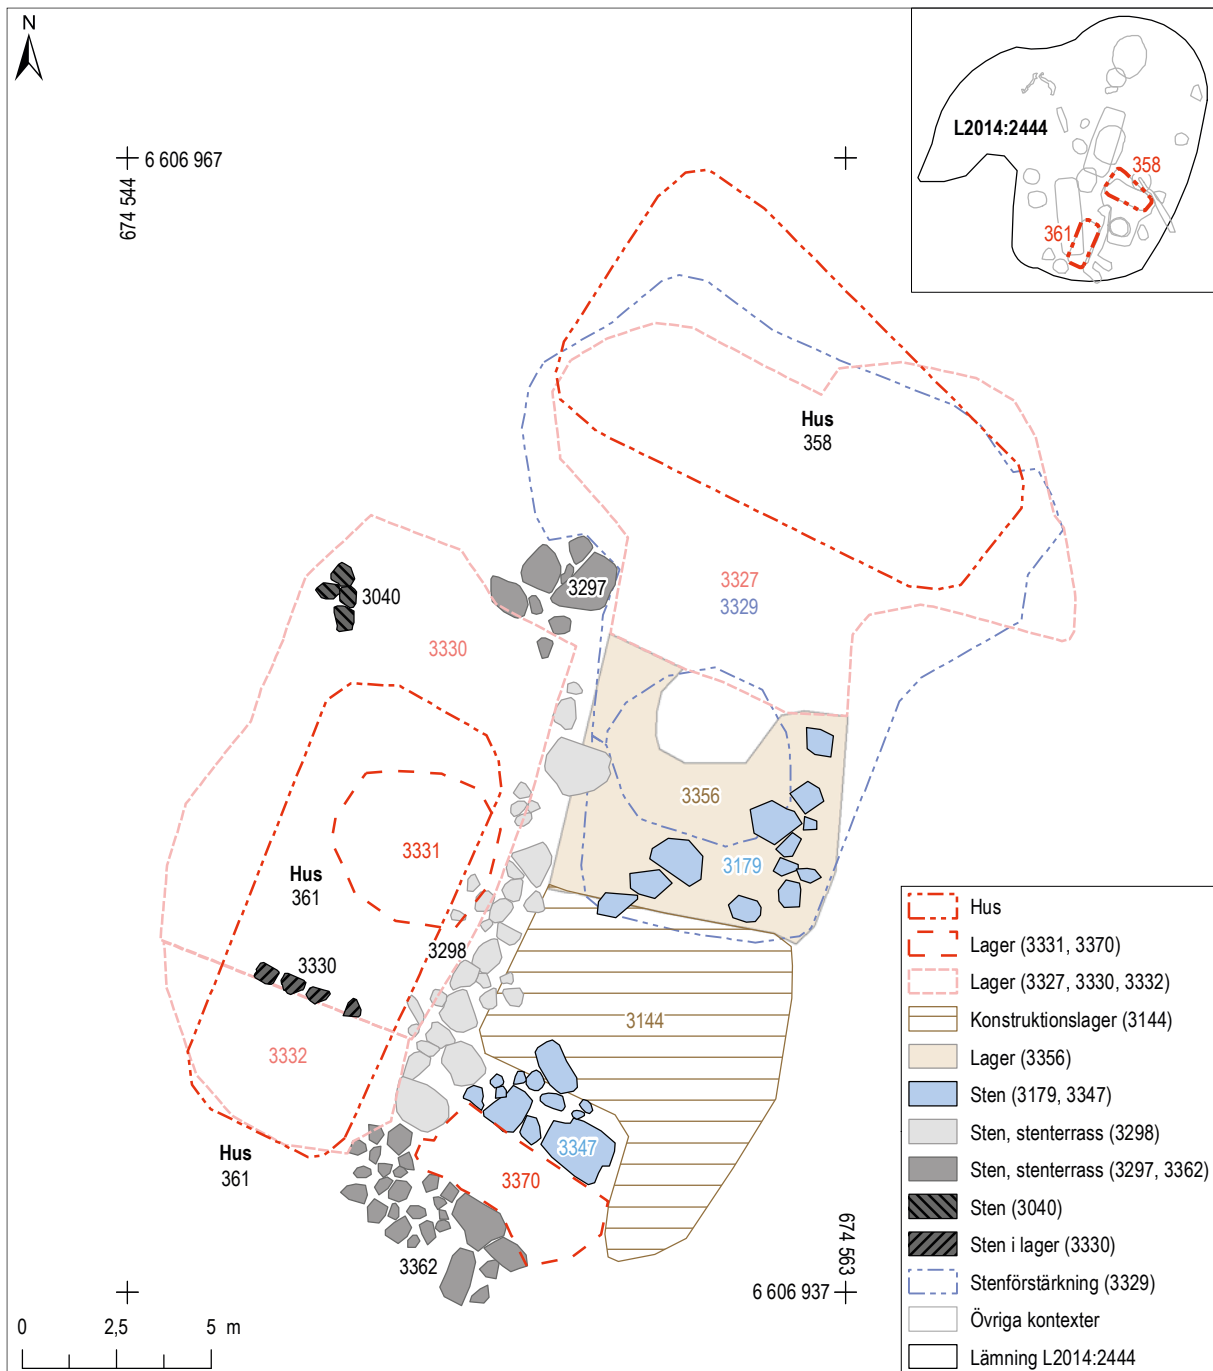 N
6 606 967
674 544
L2014:2444
358
361
Hus
358
3297
3040
3327
3329
3330
3356
3331
3179
Hus
361
3298
3330
3144
3332
3347
Hus
361
3370
3362
674 563
6 606 937
0 2,5 5 m
Hus
Lager (3331, 3370)
Lager (3327, 3330, 3332)
Konstruktionslager (3144)
Lager (3356)
Sten (3179, 3347)
Sten, stenterrass (3298)
Sten, stenterrass (3297, 3362)
Sten (3040)
Sten i lager (3330)
Stenförstärkning (3329)
Övriga kontexter
Lämning L2014:2444